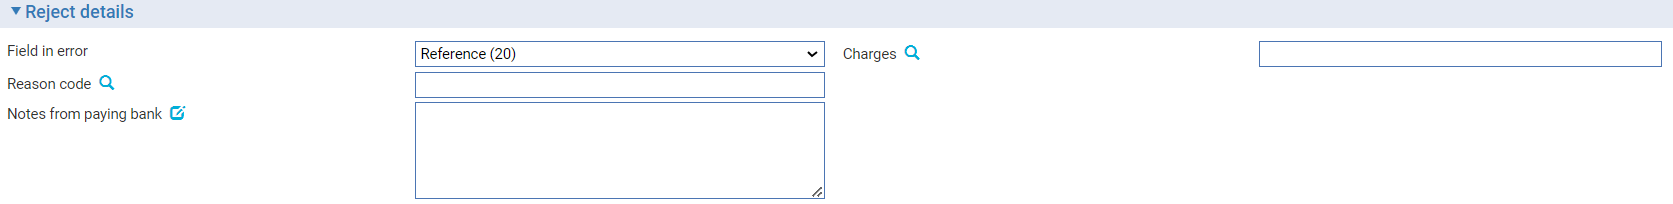 Reject details
Field in error
Reference (20)
Charges
Reason code
Notes from paying bank